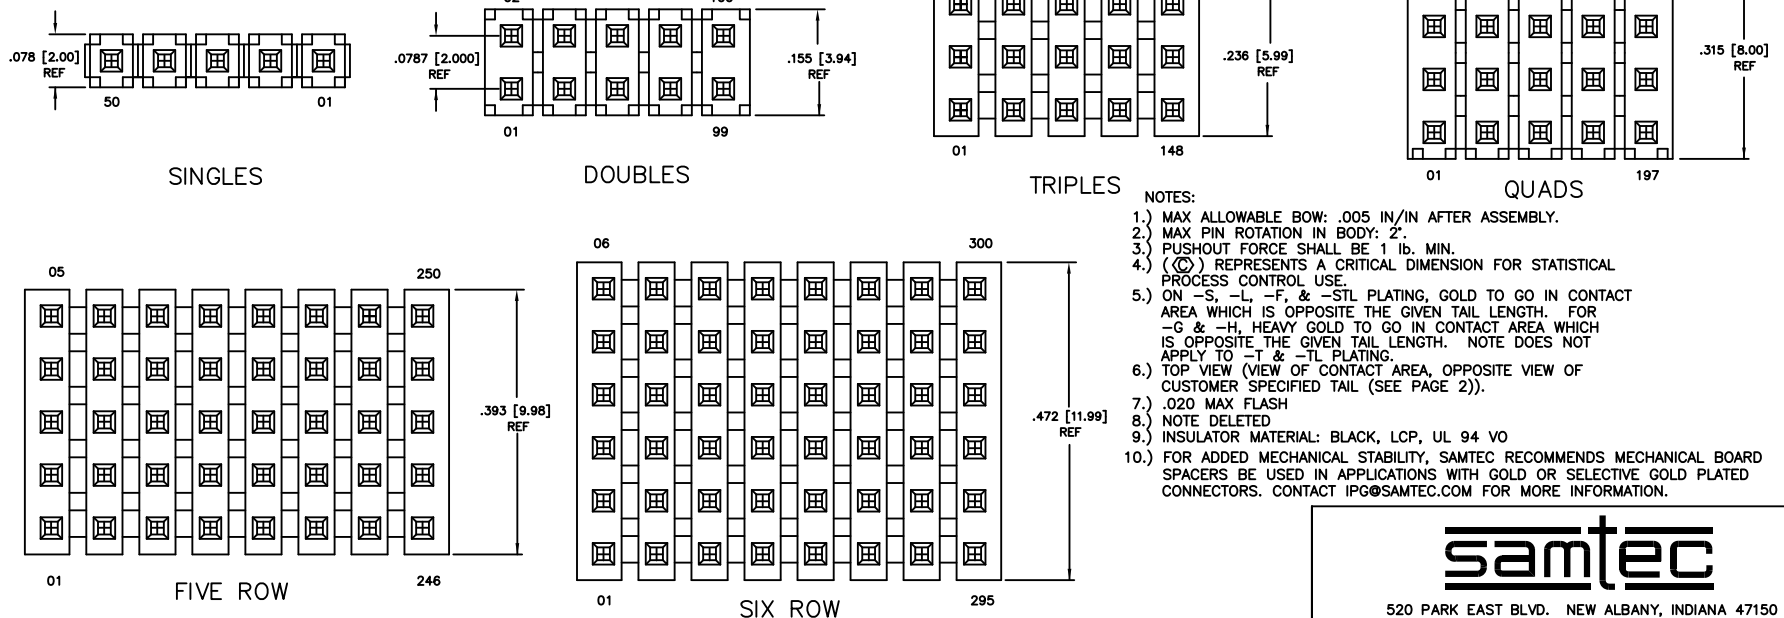 .078 [2.00]
REF
50
01
SINGLES
.0787 [2.000]
REF
.155 [3.94]
REF
01
99
DOUBLES
.236 [5.99]
REF
01
148
TRIPLES
.315 [8.00]
REF
01
197
QUADS
05
250
.393 [9.98]
REF
01
246
FIVE ROW
06
300
.472 [11.99]
REF
01
295
SIX ROW
NOTES:
1.) MAX ALLOWABLE BOW: .005 IN/IN AFTER ASSEMBLY.
2.) MAX PIN ROTATION IN BODY: 2°.
3.) PUSHOUT FORCE SHALL BE 1 lb. MIN.
4.) (C) REPRESENTS A CRITICAL DIMENSION FOR STATISTICAL
PROCESS CONTROL USE.
5.) ON –S, –L, –F, & –STL PLATING, GOLD TO GO IN CONTACT
AREA WHICH IS OPPOSITE THE GIVEN TAIL LENGTH. FOR
–G & –H, HEAVY GOLD TO GO IN CONTACT AREA WHICH
IS OPPOSITE THE GIVEN TAIL LENGTH. NOTE DOES NOT
APPLY TO –T & –TL PLATING.
6.) TOP VIEW (VIEW OF CONTACT AREA, OPPOSITE VIEW OF
CUSTOMER SPECIFIED TAIL (SEE PAGE 2)).
7.) .020 MAX FLASH
8.) NOTE DELETED
9.) INSULATOR MATERIAL: BLACK, LCP, UL 94 VO
10.) FOR ADDED MECHANICAL STABILITY, SAMTEC RECOMMENDS MECHANICAL BOARD
SPACERS BE USED IN APPLICATIONS WITH GOLD OR SELECTIVE GOLD PLATED
CONNECTORS. CONTACT IPG@SAMTEC.COM FOR MORE INFORMATION.
samtec
520 PARK EAST BLVD. NEW ALBANY, INDIANA 47150